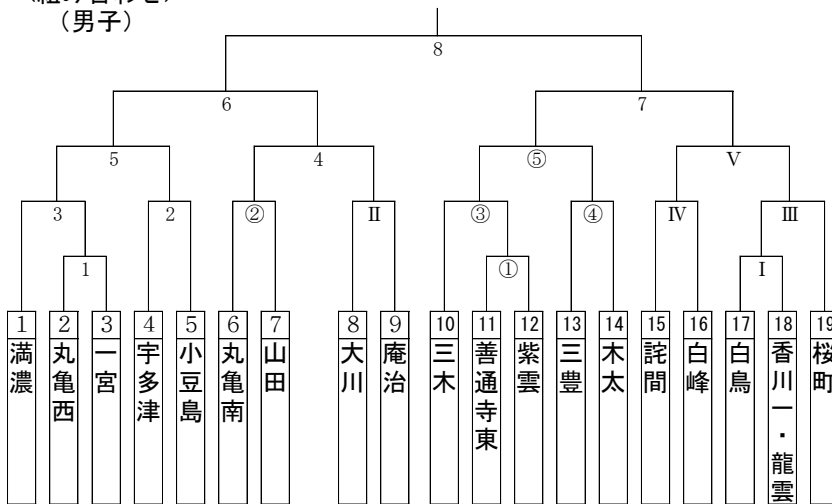 （男子）
8
6 7
5 4 ⑤ Ⅴ
3 2 ② Ⅱ ③ ④ Ⅳ Ⅲ
1 ① Ⅰ
1 2 3 4 5 6 7 8 9 10 11 12 13 14 15 16 17 18 19
満濃
丸亀西
一宮
宇多津
小豆島
丸亀南
山田
大川
庵治
三木
善通寺東
紫雲
三豊
木太
詫間
白峰
白鳥
香川一・龍雲
桜町